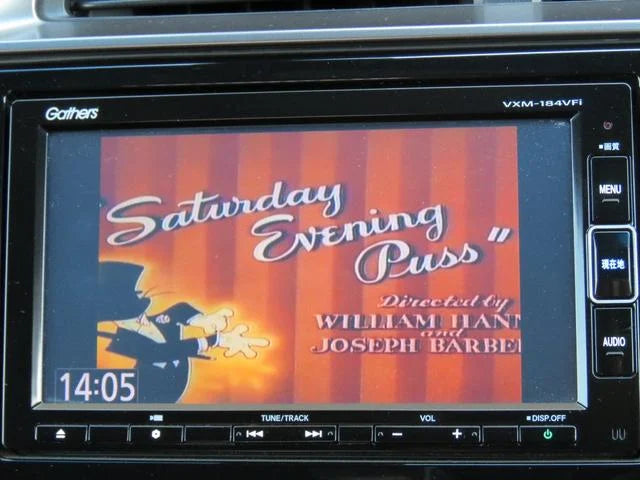 Gathers
VXM-184VFi
■画質
MENU
現在地
AUDIO
Saturday
Evening
Puss"
Directed by
WILLIAM HANN
and
JOSEPH BARBE
14:05
TUNE/TRACK
VOL
■DISP.OFF